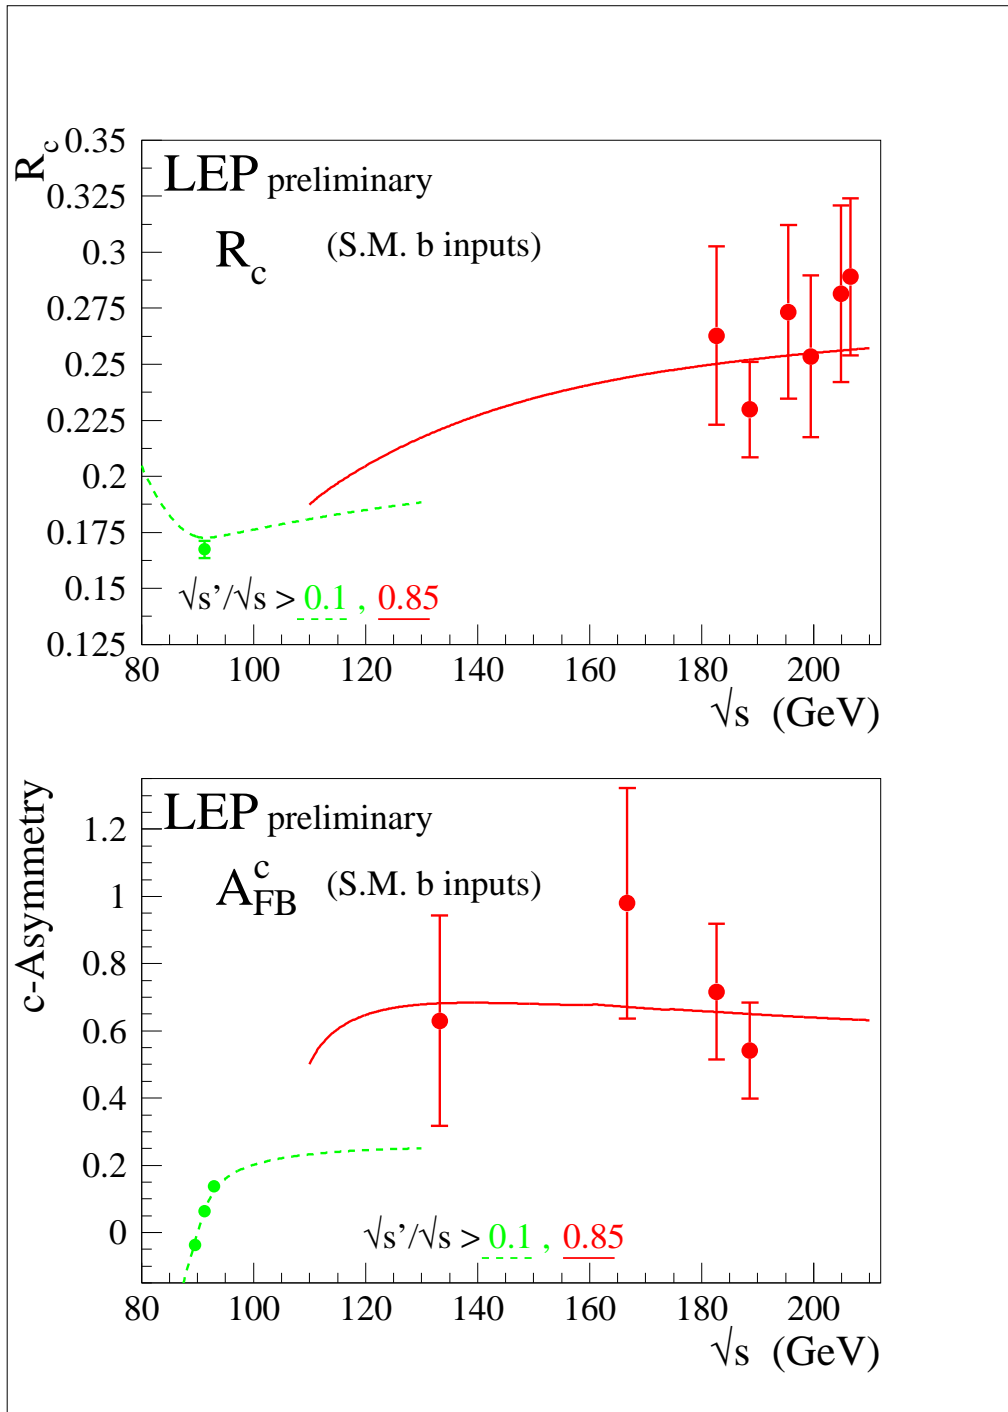 R_c
0.35
0.325
0.3
0.275
0.25
0.225
0.2
0.175
0.15
0.125
LEP preliminary
R_c (S.M. b inputs)
√s’/√s > 0.1 , 0.85
80 100 120 140 160 180 200
√s (GeV)
c-Asymmetry
1.2
1
0.8
0.6
0.4
0.2
0
LEP preliminary
A_FB^c (S.M. b inputs)
√s’/√s > 0.1 , 0.85
80 100 120 140 160 180 200
√s (GeV)